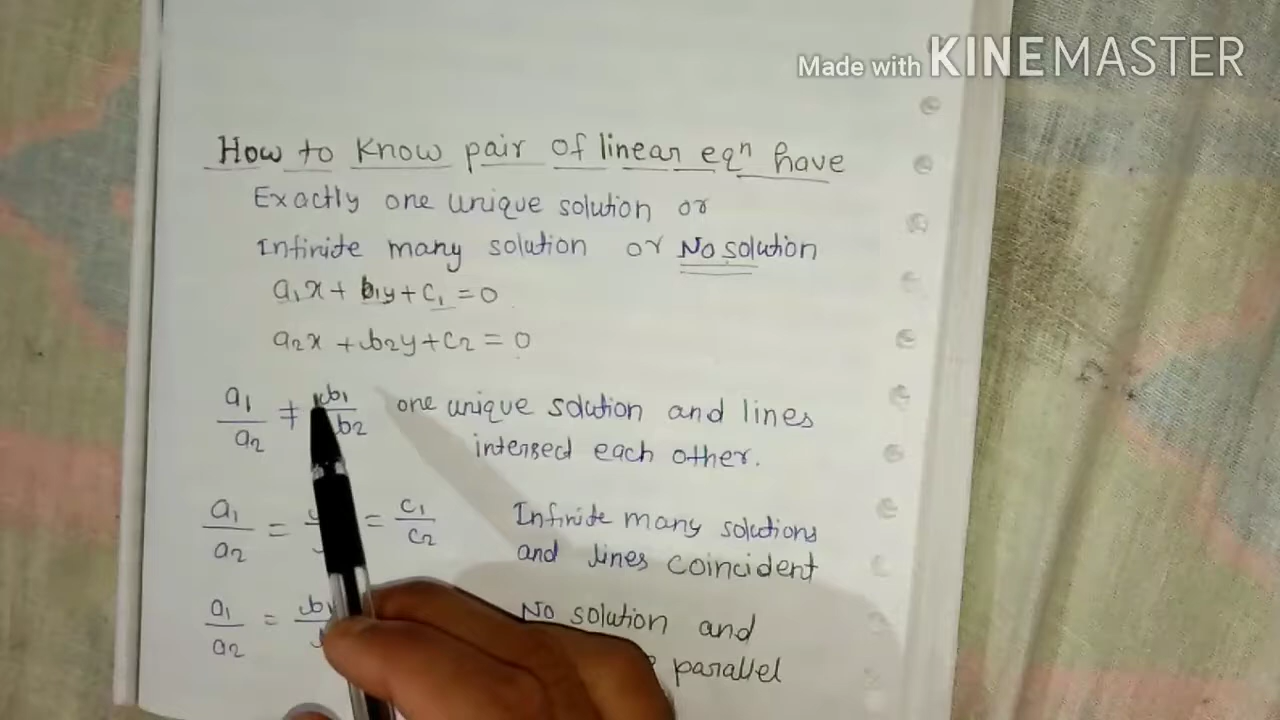 Made with KINEMASTER
How to Know pair of linear eqⁿ have
Exactly one unique solution or
Infinite many solution or No solution
a₁x + b₁y + c₁ = 0
a₂x + b₂y + c₂ = 0
a₁/a₂ ≠ b₁/b₂ one unique solution and lines
intersect each other.
a₁/a₂ = = c₁/c₂ Infinite many solutions
and lines coincident
a₁/a₂ = b₁ No solution and
parallel